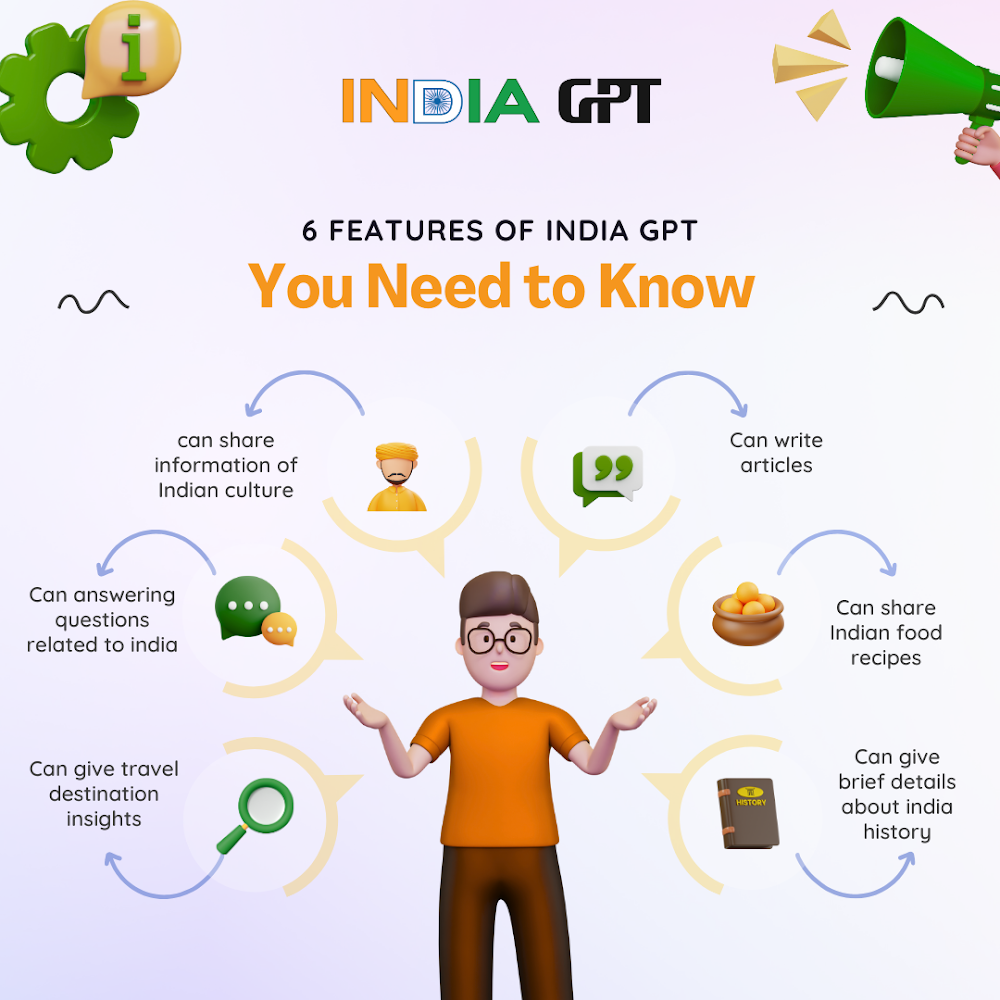 INDIA GPT
6 FEATURES OF INDIA GPT
You Need to Know
can share
information of
Indian culture
Can write
articles
Can answering
questions
related to india
Can share
Indian food
recipes
Can give travel
destination
insights
HISTORY
Can give
brief details
about india
history